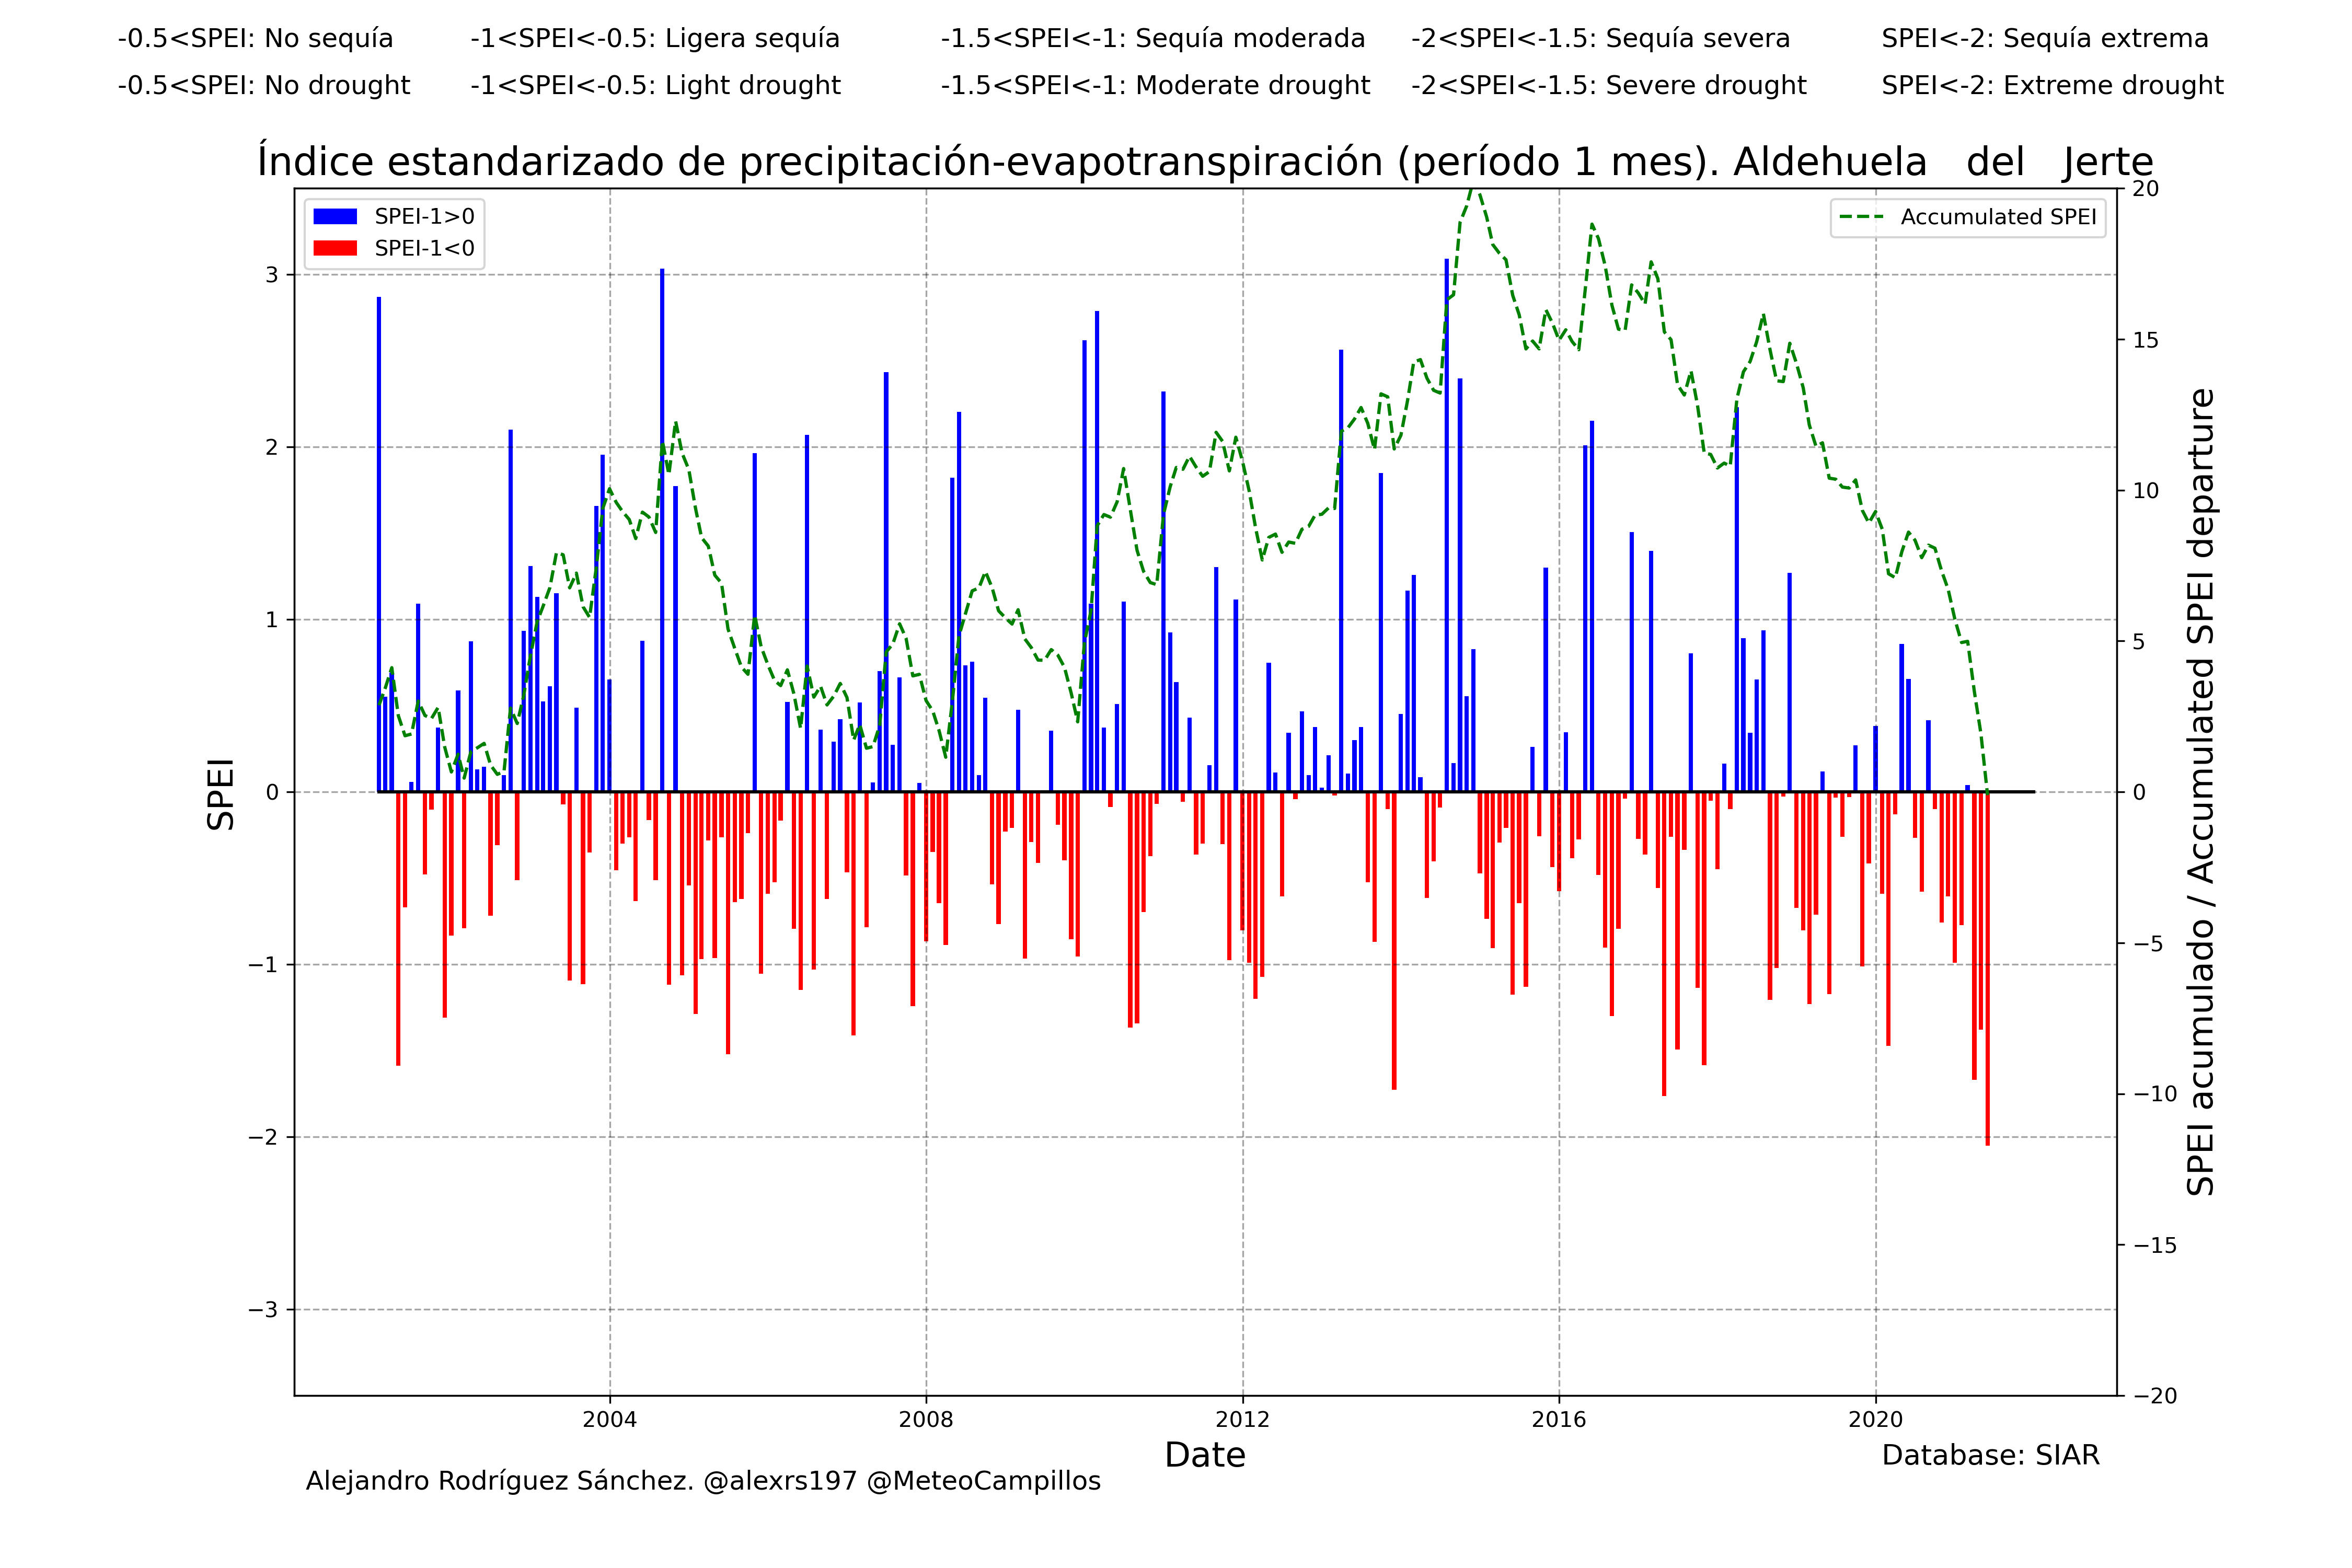 -0.5<SPEI: No sequía -1<SPEI<-0.5: Ligera sequía -1.5<SPEI<-1: Sequía moderada -2<SPEI<-1.5: Sequía severa SPEI<-2: Sequía extrema
-0.5<SPEI: No drought -1<SPEI<-0.5: Light drought -1.5<SPEI<-1: Moderate drought -2<SPEI<-1.5: Severe drought SPEI<-2: Extreme drought
Índice estandarizado de precipitación-evapotranspiración (período 1 mes). Aldehuela del Jerte
SPEI-1>0
SPEI-1<0
Accumulated SPEI
SPEI
3
2
1
0
−1
−2
−3
20
15
10
5
0
−5
−10
−15
−20
SPEI acumulado / Accumulated SPEI departure
2004 2008 2012 2016 2020
Date
Database: SIAR
Alejandro Rodríguez Sánchez. @alexrs197 @MeteoCampillos